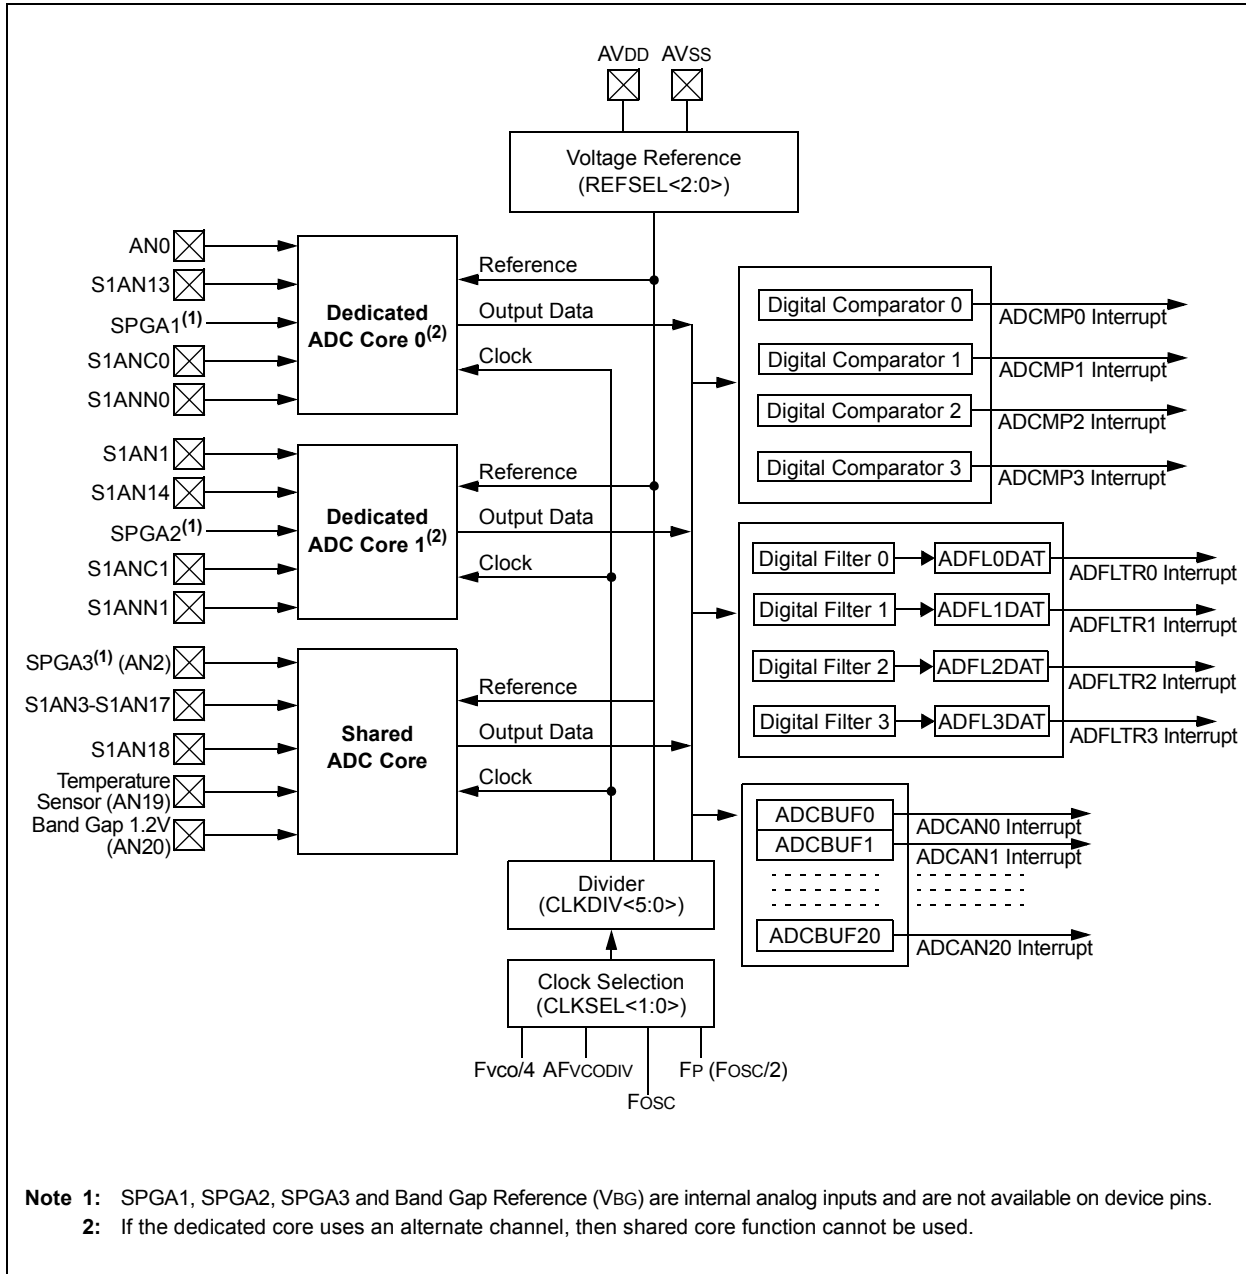 AVDD AVSS
Voltage Reference
(REFSEL<2:0>)
AN0
S1AN13
SPGA1(1)
S1ANC0
S1ANN0
Dedicated
ADC Core 0(2)
Reference
Output Data
Clock
S1AN1
S1AN14
SPGA2(1)
S1ANC1
S1ANN1
Dedicated
ADC Core 1(2)
Reference
Output Data
Clock
SPGA3(1) (AN2)
S1AN3-S1AN17
S1AN18
Temperature
Sensor (AN19)
Band Gap 1.2V
(AN20)
Shared
ADC Core
Reference
Output Data
Clock
Digital Comparator 0
ADCMP0 Interrupt
Digital Comparator 1
ADCMP1 Interrupt
Digital Comparator 2
ADCMP2 Interrupt
Digital Comparator 3
ADCMP3 Interrupt
Digital Filter 0 ADFL0DAT
ADFLTR0 Interrupt
Digital Filter 1 ADFL1DAT
ADFLTR1 Interrupt
Digital Filter 2 ADFL2DAT
ADFLTR2 Interrupt
Digital Filter 3 ADFL3DAT
ADFLTR3 Interrupt
ADCBUF0
ADCAN0 Interrupt
ADCBUF1
ADCAN1 Interrupt
ADCBUF20
ADCAN20 Interrupt
Divider
(CLKDIV<5:0>)
Clock Selection
(CLKSEL<1:0>)
Fvco/4 AFVCODIV FP (FOSC/2)
FOSC
Note 1: SPGA1, SPGA2, SPGA3 and Band Gap Reference (VBG) are internal analog inputs and are not available on device pins.
2: If the dedicated core uses an alternate channel, then shared core function cannot be used.